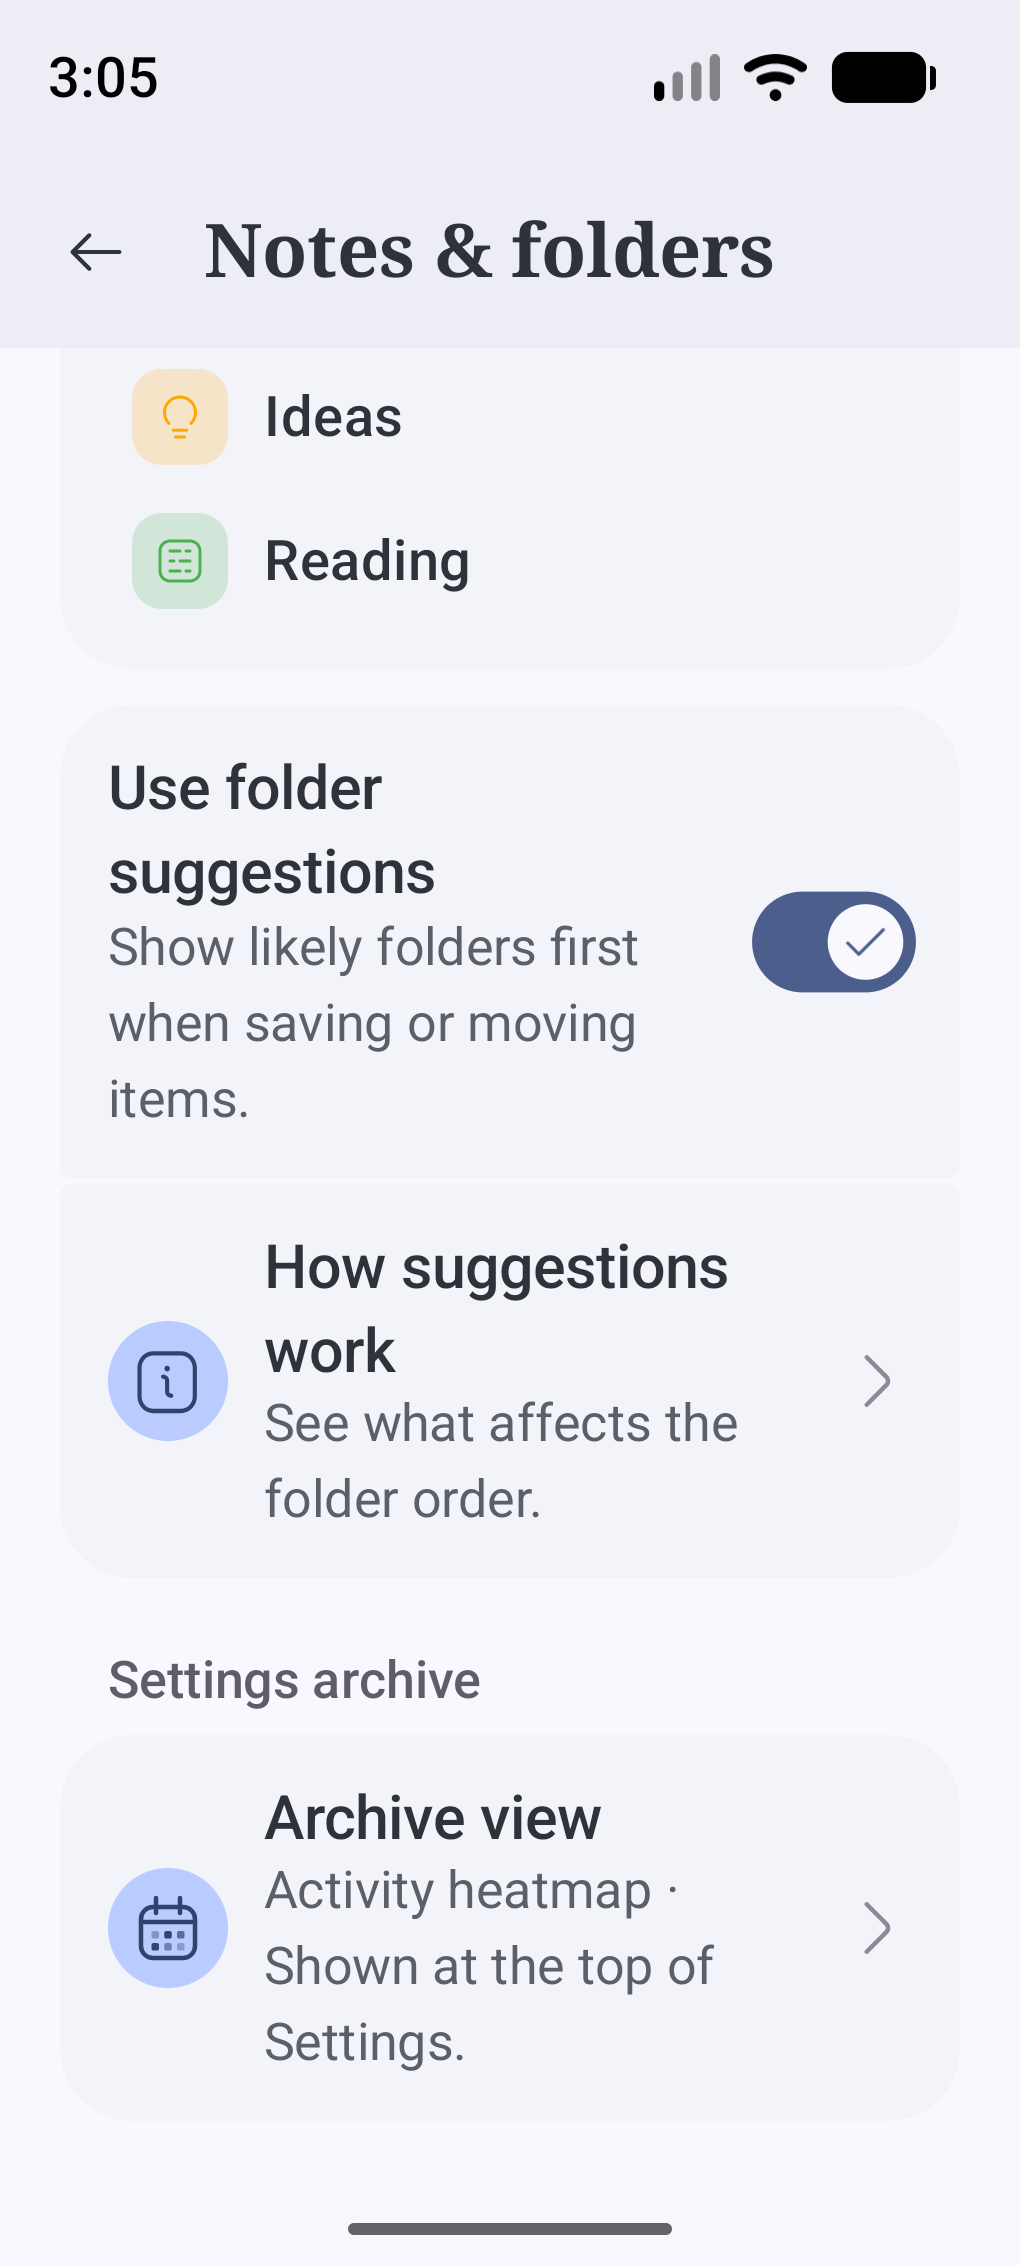 3:05
Notes & folders
Ideas
Reading
Use folder
suggestions
Show likely folders first
when saving or moving
items.
How suggestions
work
See what affects the
folder order.
Settings archive
Archive view
Activity heatmap ·
Shown at the top of
Settings.